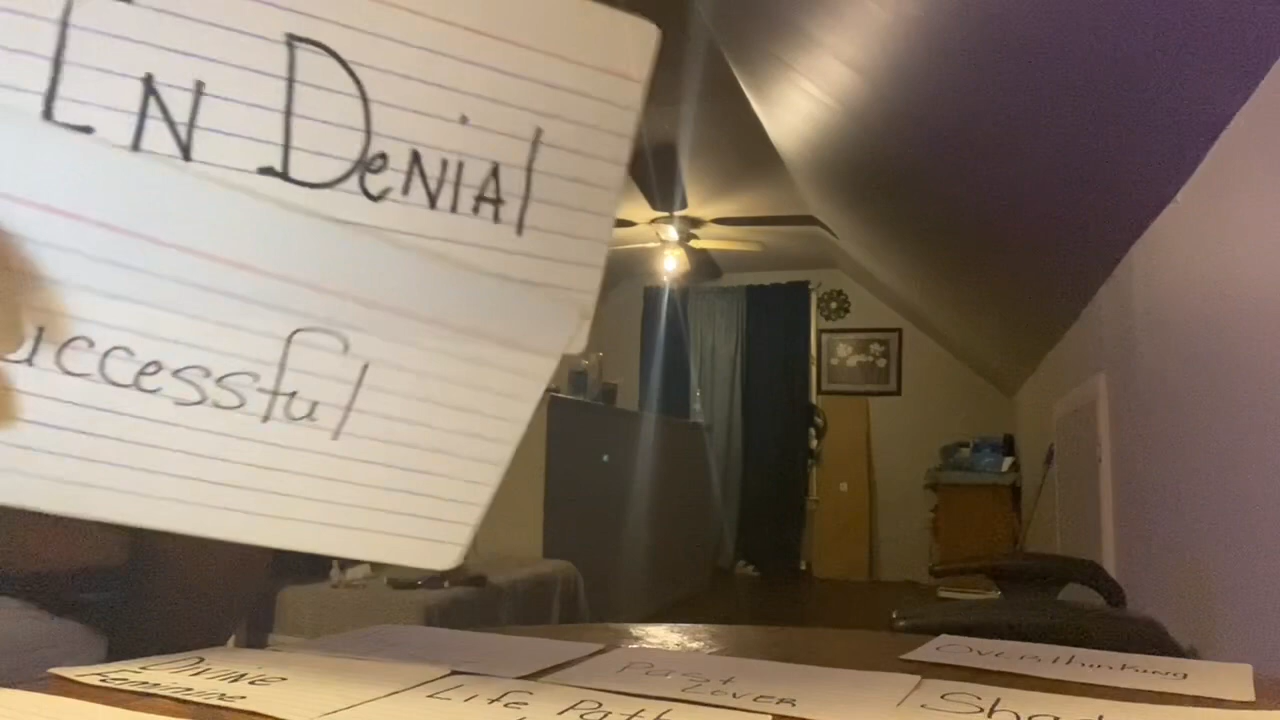 In Denial
uccessful
Overthinking
Past
Lover
Divine
Feminine
Life Path
Shad